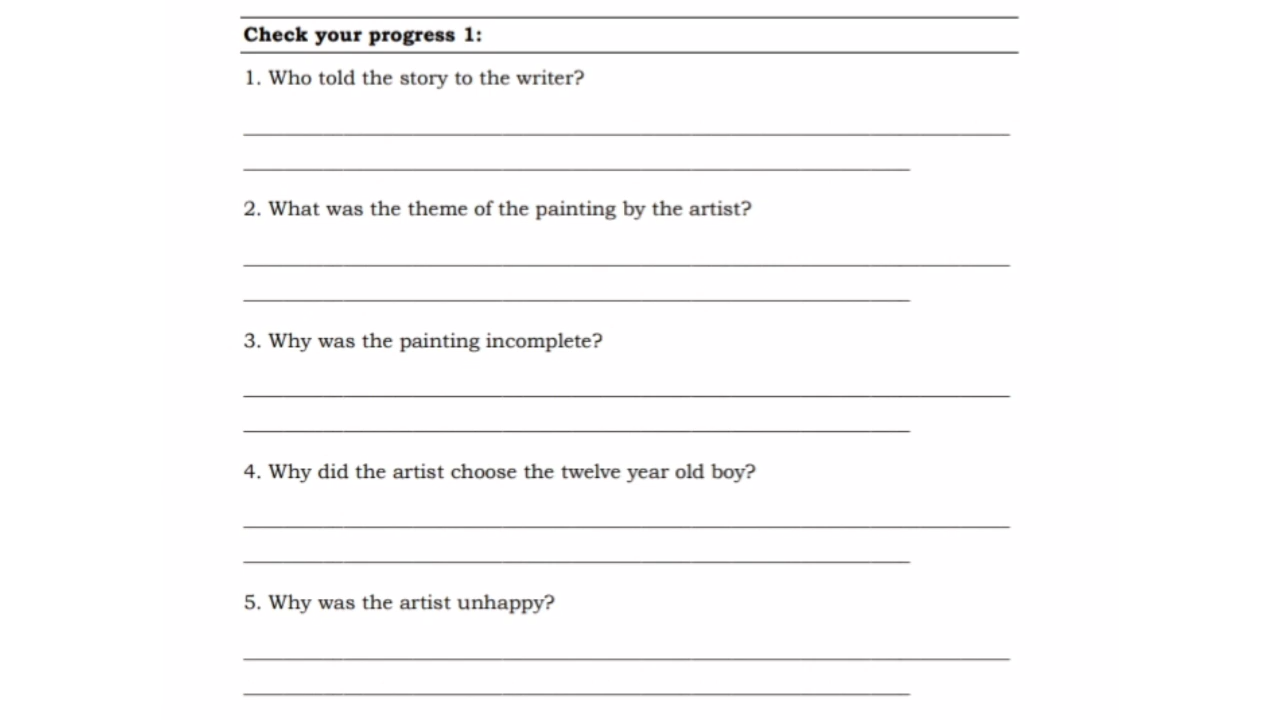 Check your progress 1:
1. Who told the story to the writer?
2. What was the theme of the painting by the artist?
3. Why was the painting incomplete?
4. Why did the artist choose the twelve year old boy?
5. Why was the artist unhappy?